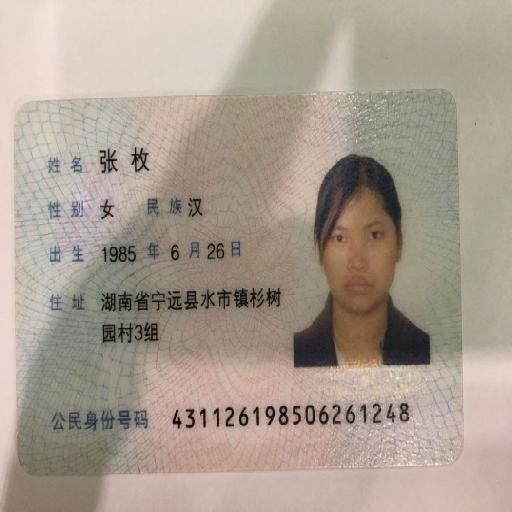 姓名 张枚
性别 女 民族 汉
出生 1985 年 6 月 26 日
住址 湖南省宁远县水市镇杉树
园村3组
公民身份号码 431126198506261248